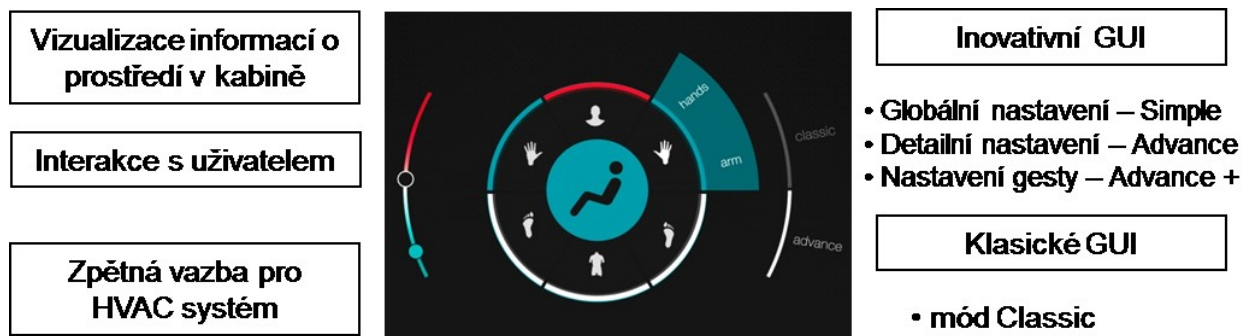 Vizualizace informací o
prostředí v kabině
Interakce s uživatelem
Zpětná vazba pro
HVAC systém
hands
arm
classic
advance
Inovativní GUI
• Globální nastavení – Simple
• Detailní nastavení – Advance
• Nastavení gesty – Advance +
Klasické GUI
• mód Classic